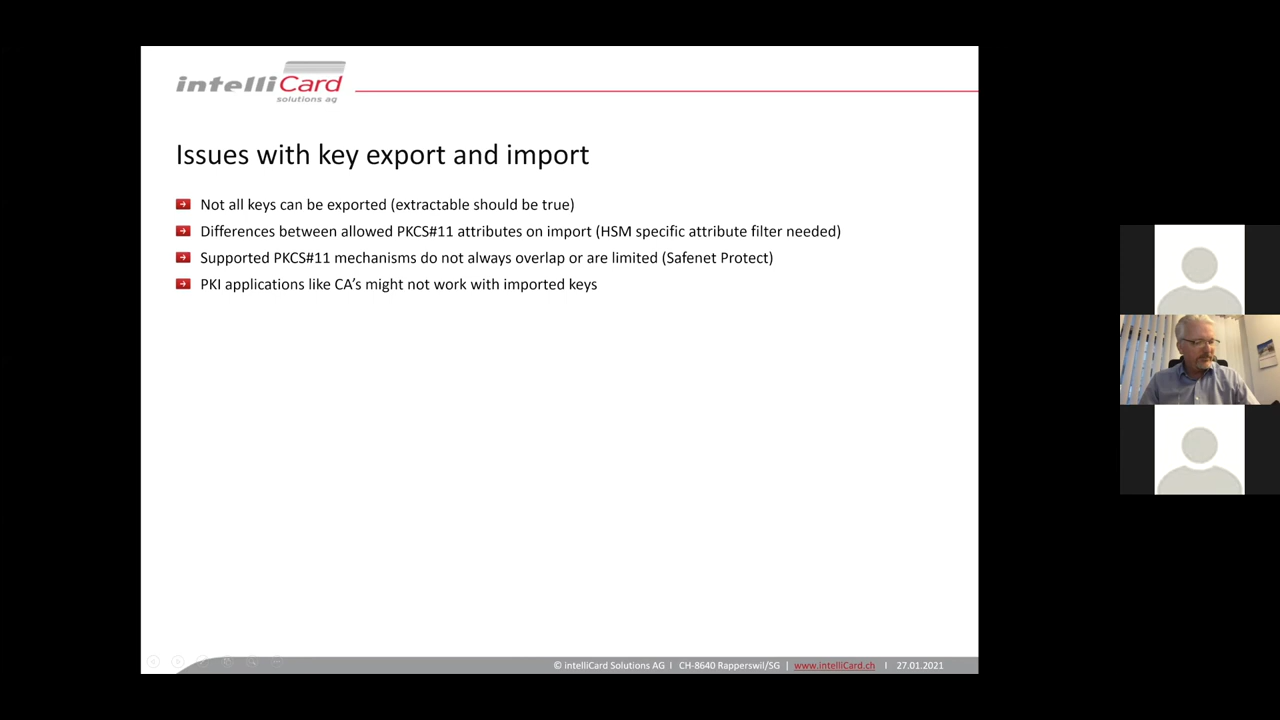 intelliCard
solutions ag
Issues with key export and import
Not all keys can be exported (extractable should be true)
Differences between allowed PKCS#11 attributes on import (HSM specific attribute filter needed)
Supported PKCS#11 mechanisms do not always overlap or are limited (Safenet Protect)
PKI applications like CA's might not work with imported keys
© intelliCard Solutions AG I CH-8640 Rapperswil/SG | www.intelliCard.ch I 27.01.2021